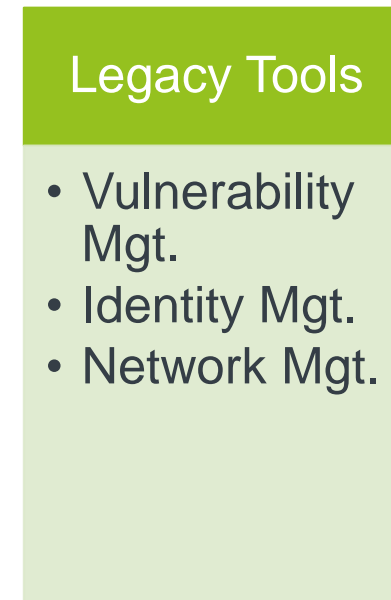 Legacy Tools
• Vulnerability
Mgt.
• Identity Mgt.
• Network Mgt.